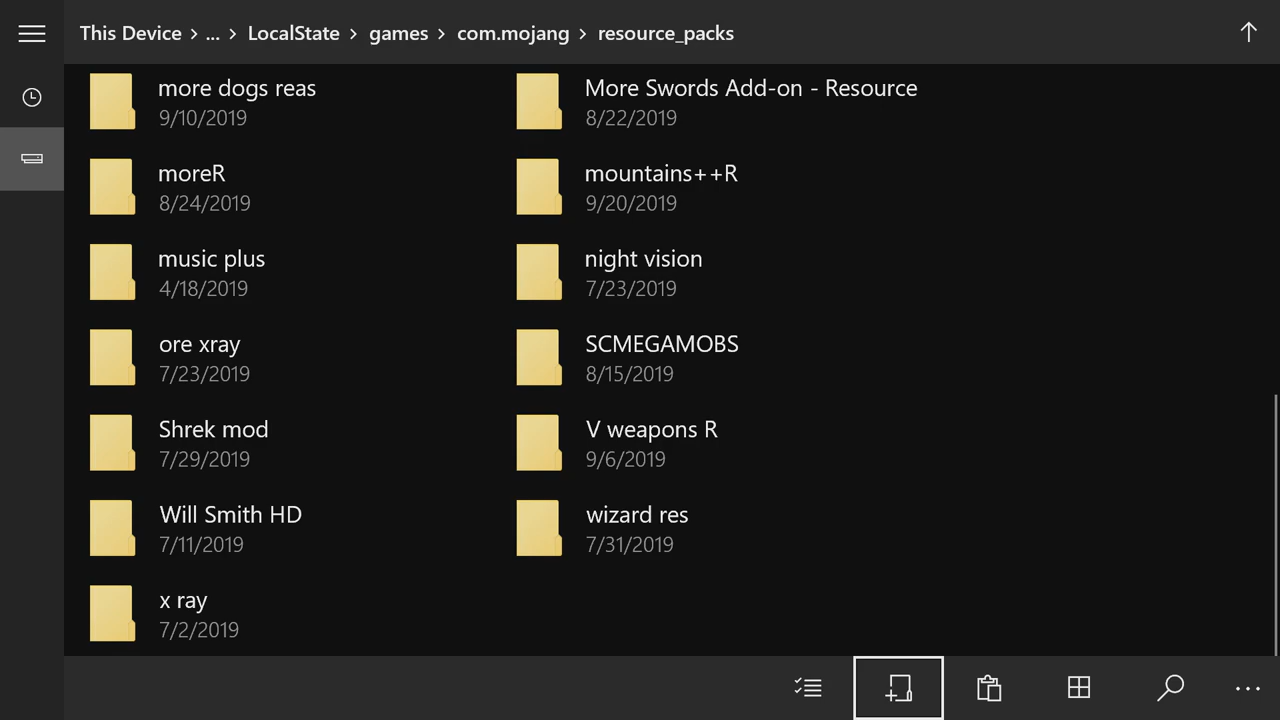 This Device > ... > LocalState > games > com.mojang > resource_packs
more dogs reas
9/10/2019
More Swords Add-on - Resource
8/22/2019
moreR
8/24/2019
mountains++R
9/20/2019
music plus
4/18/2019
night vision
7/23/2019
ore xray
7/23/2019
SCMEGAMOBS
8/15/2019
Shrek mod
7/29/2019
V weapons R
9/6/2019
Will Smith HD
7/11/2019
wizard res
7/31/2019
x ray
7/2/2019